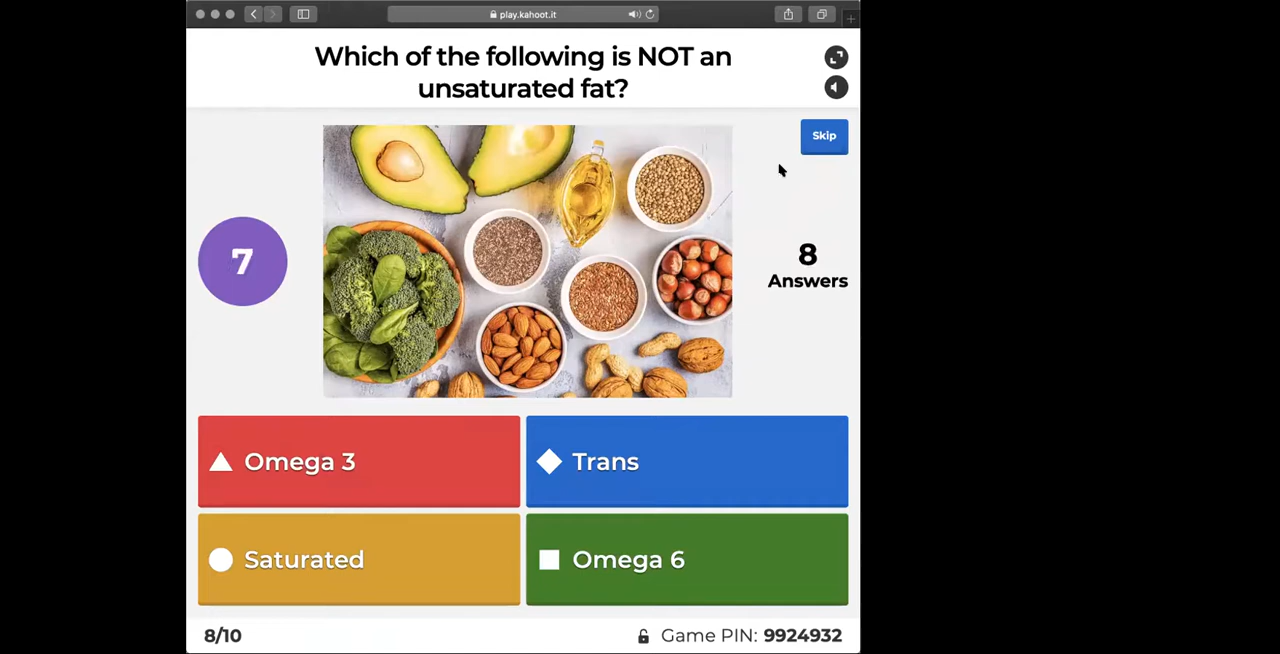 play.kahoot.it
Which of the following is NOT an
unsaturated fat?
Skip
7
8
Answers
Omega 3
Trans
Saturated
Omega 6
8/10
Game PIN: 9924932